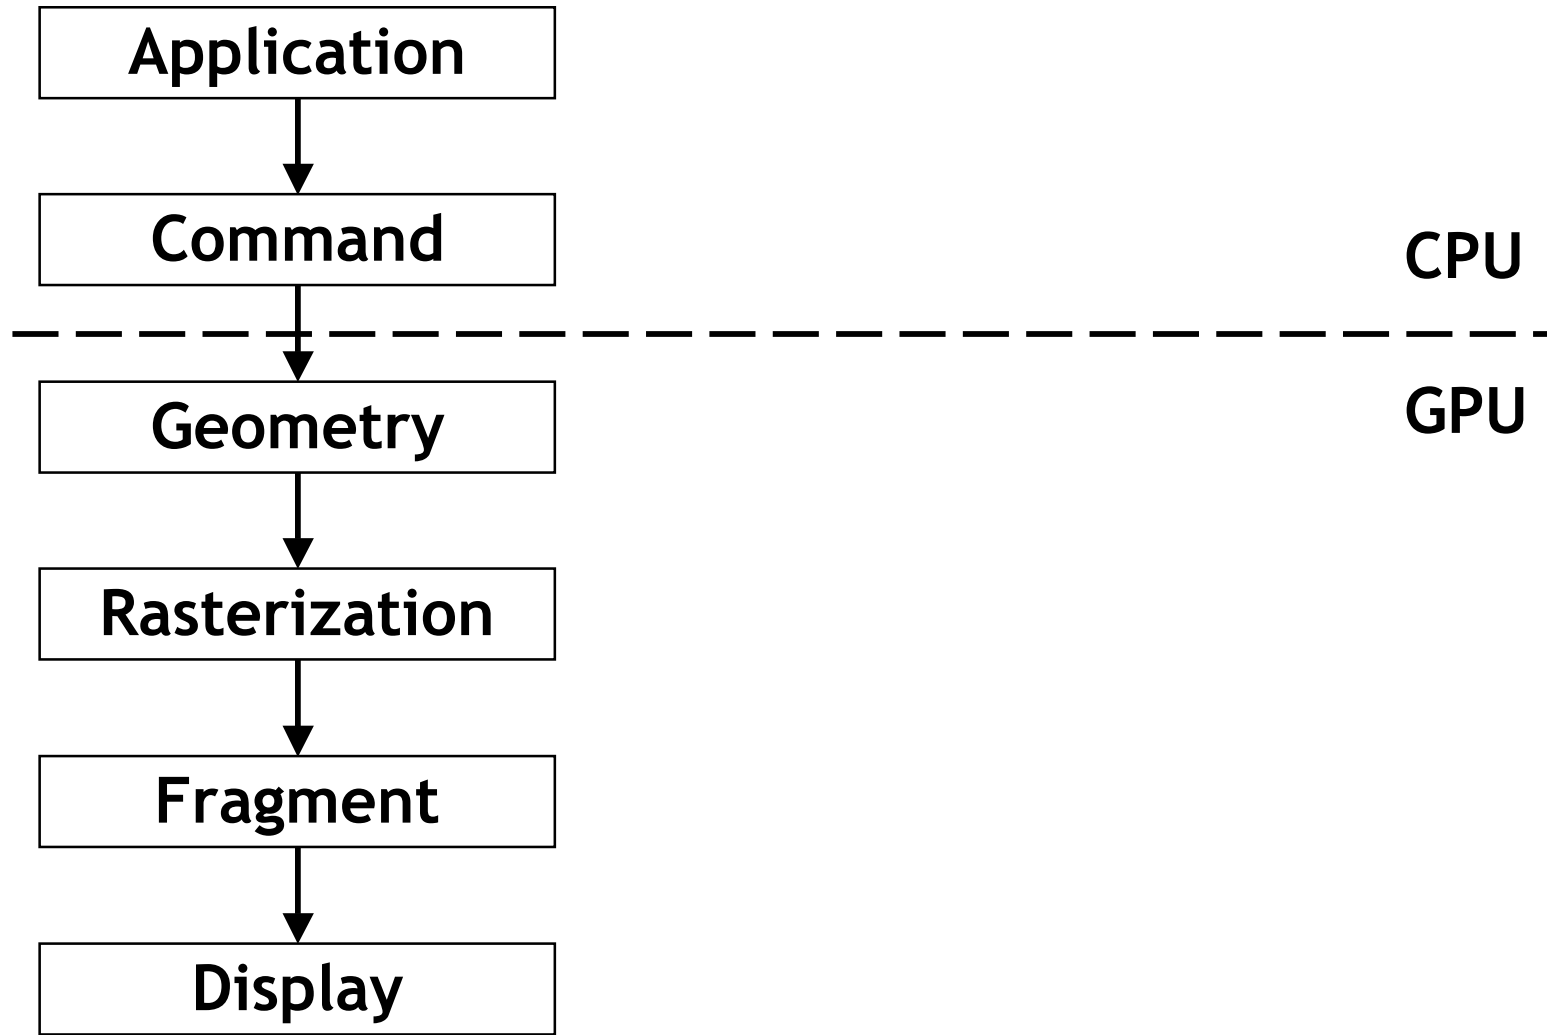 Application
Command
CPU
GPU
Geometry
Rasterization
Fragment
Display